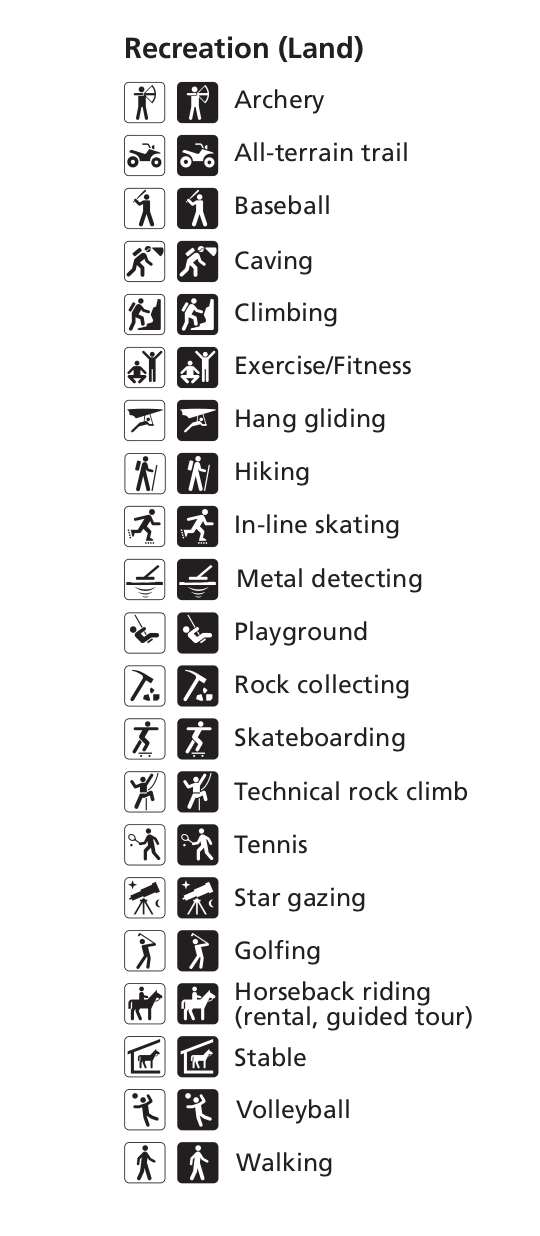 Recreation (Land)
Archery
All-terrain trail
Baseball
Caving
Climbing
Exercise/Fitness
Hang gliding
Hiking
In-line skating
Metal detecting
Playground
Rock collecting
Skateboarding
Technical rock climb
Tennis
Star gazing
Golfing
Horseback riding
(rental, guided tour)
Stable
Volleyball
Walking